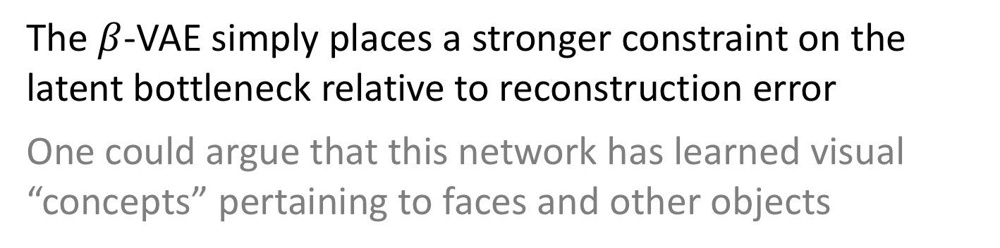 The β-VAE simply places a stronger constraint on the
latent bottleneck relative to reconstruction error
One could argue that this network has learned visual
“concepts” pertaining to faces and other objects